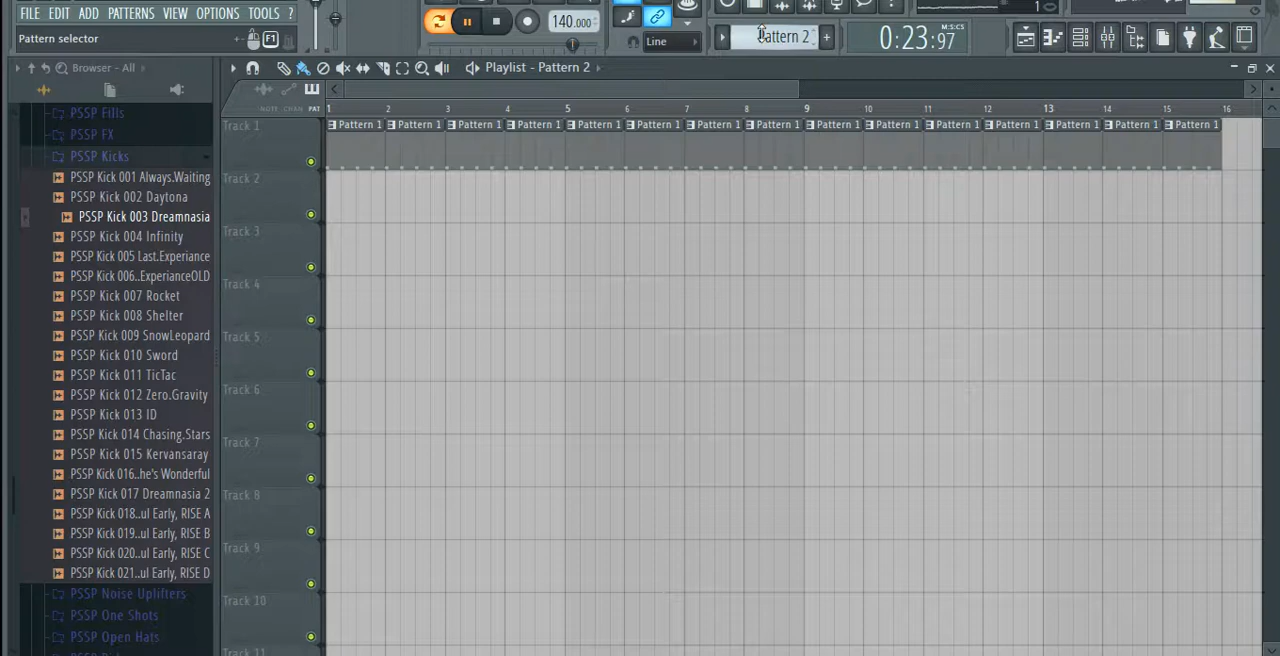 FILE EDIT ADD PATTERNS VIEW OPTIONS TOOLS ?
140.000
Pattern selector
F1
Line
Pattern 2
+
M:S:CS
0:23:97
1
Browser - All
Playlist - Pattern 2
NOTE CHAN PAT
1 2 3 4 5 6 7 8 9 10 11 12 13 14 15 16
PSSP Fills
PSSP FX
PSSP Kicks
PSSP Kick 001 Always.Waiting
PSSP Kick 002 Daytona
PSSP Kick 003 Dreamnasia
PSSP Kick 004 Infinity
PSSP Kick 005 Last.Experiance
PSSP Kick 006..ExperianceOLD
PSSP Kick 007 Rocket
PSSP Kick 008 Shelter
PSSP Kick 009 SnowLeopard
PSSP Kick 010 Sword
PSSP Kick 011 TicTac
PSSP Kick 012 Zero.Gravity
PSSP Kick 013 ID
PSSP Kick 014 Chasing.Stars
PSSP Kick 015 Kervansaray
PSSP Kick 016..he's Wonderful
PSSP Kick 017 Dreamnasia 2
PSSP Kick 018..ul Early, RISE A
PSSP Kick 019..ul Early, RISE B
PSSP Kick 020..ul Early, RISE C
PSSP Kick 021..ul Early, RISE D
PSSP Noise Uplifters
PSSP One Shots
PSSP Open Hats
Track 1
Pattern 1 Pattern 1 Pattern 1 Pattern 1 Pattern 1 Pattern 1 Pattern 1 Pattern 1 Pattern 1 Pattern 1 Pattern 1 Pattern 1 Pattern 1 Pattern 1 Pattern 1
Track 2
Track 3
Track 4
Track 5
Track 6
Track 7
Track 8
Track 9
Track 10
Track 11